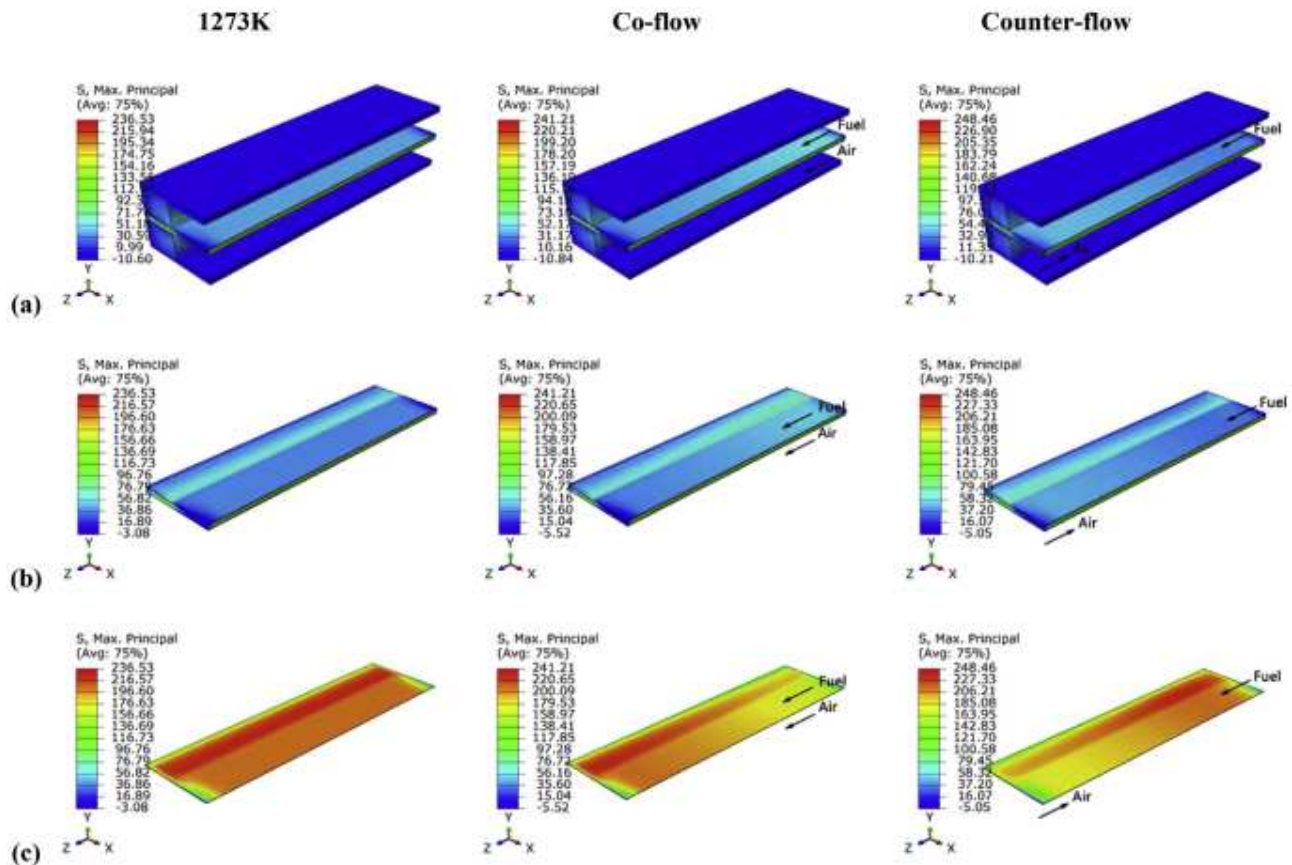 1273K Co-flow Counter-flow
S, Max. Principal
(Avg: 75%)
236.53
215.94
195.34
174.75
154.16
9.99
-10.60
Y
Z X
S, Max. Principal
(Avg: 75%)
241.21
220.21
199.20
178.20
157.19
10.16
-10.84
Y
Z X
Fuel
Air
S, Max. Principal
(Avg: 75%)
248.46
226.90
205.35
183.79
162.24
-10.21
Y
Z X
Fuel
(a)
S, Max. Principal
(Avg: 75%)
236.53
216.57
196.60
176.63
156.66
136.69
116.73
96.76
76.79
56.82
36.86
16.89
-3.08
Y
Z X
S, Max. Principal
(Avg: 75%)
241.21
220.65
200.09
179.53
158.97
138.41
117.85
97.28
76.72
56.16
35.60
15.04
-5.52
Y
Z X
Fuel
Air
S, Max. Principal
(Avg: 75%)
248.46
227.33
206.21
185.08
163.95
142.83
121.70
100.58
79.45
58.32
37.20
16.07
-5.05
Y
Z X
Fuel
Air
(b)
S, Max. Principal
(Avg: 75%)
236.53
216.57
196.60
176.63
156.66
136.69
116.73
96.76
76.79
56.82
36.86
16.89
-3.08
Y
Z X
S, Max. Principal
(Avg: 75%)
241.21
220.65
200.09
179.53
158.97
138.41
117.85
97.28
76.72
56.16
35.60
15.04
-5.52
Y
Z X
Fuel
Air
S, Max. Principal
(Avg: 75%)
248.46
227.33
206.21
185.08
163.95
142.83
121.70
100.58
79.45
58.32
37.20
16.07
-5.05
Y
Z X
Fuel
Air
(c)